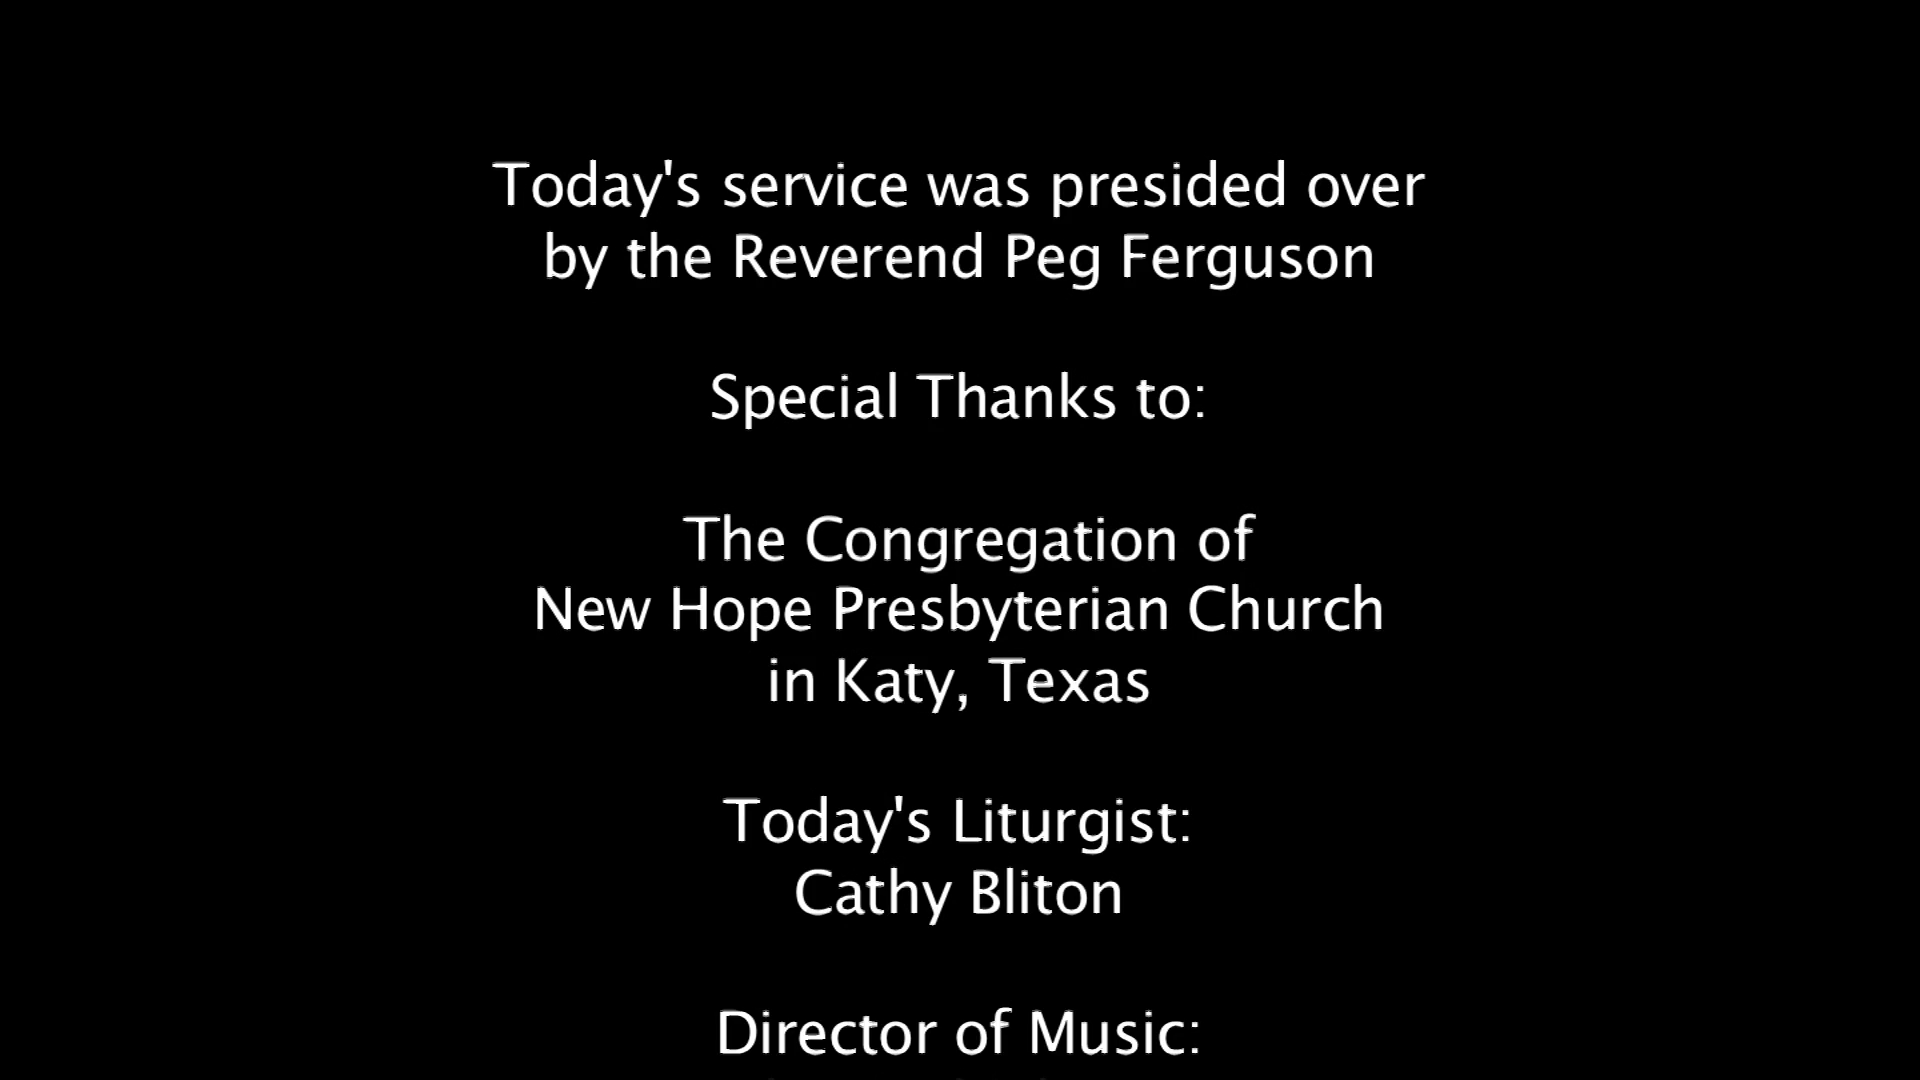 Today's service was presided over
by the Reverend Peg Ferguson
Special Thanks to:
The Congregation of
New Hope Presbyterian Church
in Katy, Texas
Today's Liturgist:
Cathy Bliton
Director of Music: